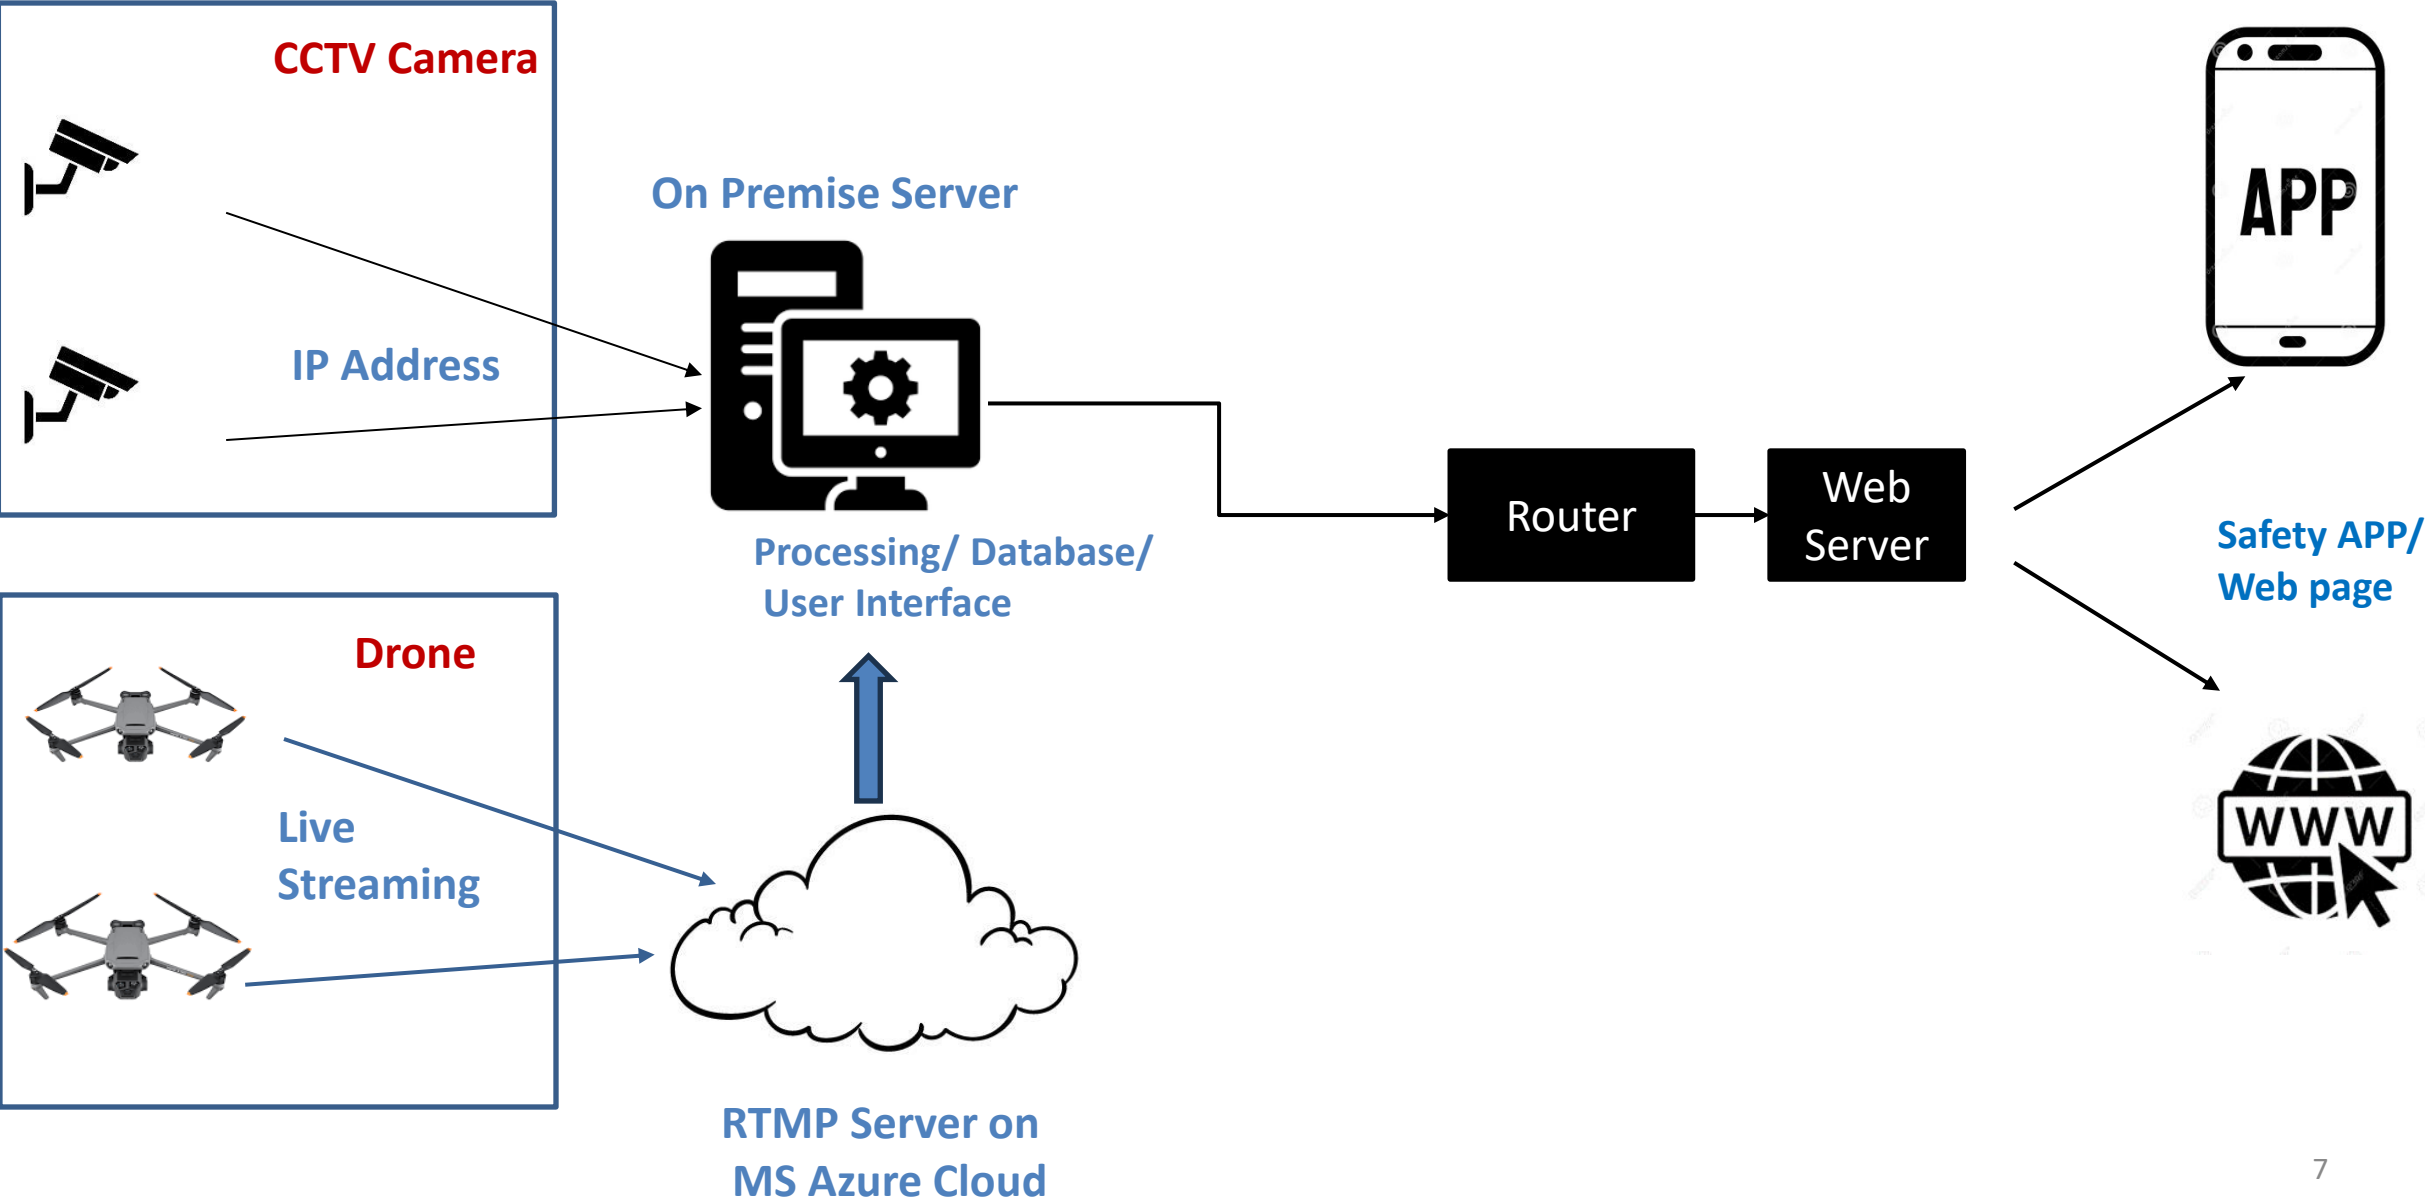 CCTV Camera
IP Address
On Premise Server
Processing/ Database/
User Interface
Drone
Live
Streaming
RTMP Server on
MS Azure Cloud
Router
Web
Server
APP
Safety APP/
Web page
WWW
7